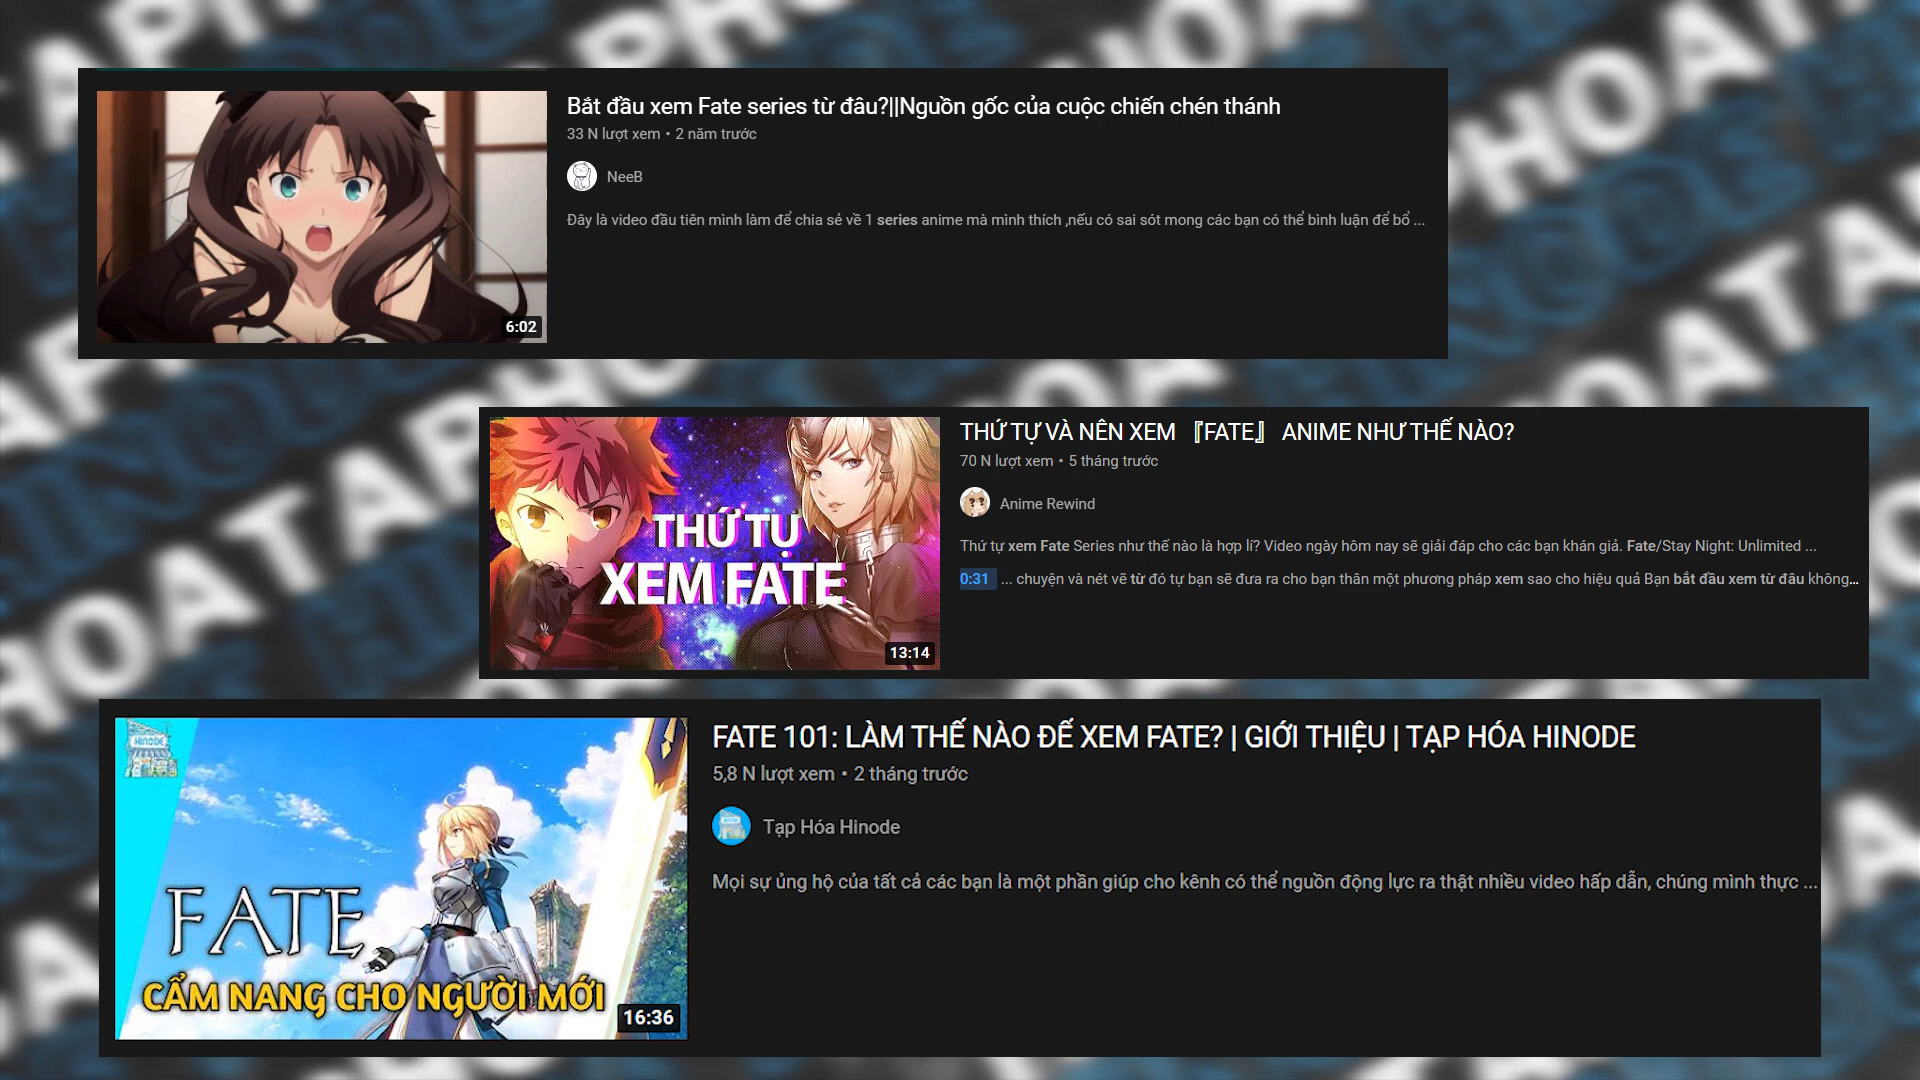 Bắt đầu xem Fate series từ đâu?||Nguồn gốc của cuộc chiến chén thánh
33 N lượt xem • 2 năm trước
NeeB
Đây là video đầu tiên mình làm để chia sẻ về 1 series anime mà mình thích ,nếu có sai sót mong các bạn có thể bình luận để bổ ...
6:02
THỨ TỰ VÀ NÊN XEM 『FATE』 ANIME NHƯ THẾ NÀO?
70 N lượt xem • 5 tháng trước
Anime Rewind
Thứ tự xem Fate Series như thế nào là hợp lí? Video ngày hôm nay sẽ giải đáp cho các bạn khán giả. Fate/Stay Night: Unlimited ...
0:31 ... chuyện và nét vẽ từ đó tự bạn sẽ đưa ra cho bạn thân một phương pháp xem sao cho hiệu quả Bạn bắt đầu xem từ đâu không...
THỨ TỰ
XEM FATE
13:14
FATE 101: LÀM THẾ NÀO ĐỂ XEM FATE? | GIỚI THIỆU | TẠP HÓA HINODE
5,8 N lượt xem • 2 tháng trước
Tạp Hóa Hinode
Mọi sự ủng hộ của tất cả các bạn là một phần giúp cho kênh có thể nguồn động lực ra thật nhiều video hấp dẫn, chúng mình thực ...
HINODE
FATE
CẨM NANG CHO NGƯỜI MỚI
16:36